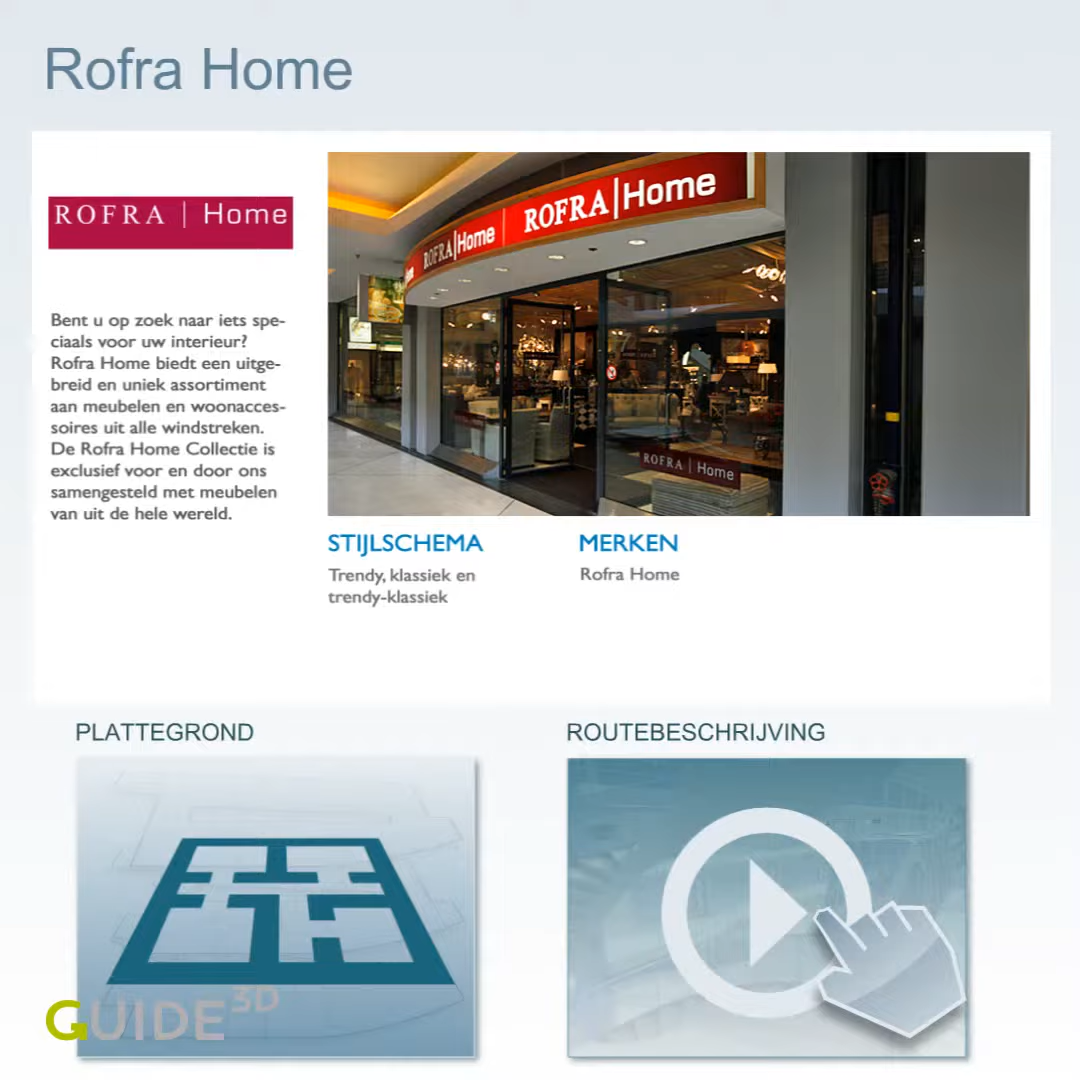 Rofra Home
ROFRA | Home
Bent u op zoek naar iets spe-
ciaals voor uw interieur?
Rofra Home biedt een uitge-
breid en uniek assortiment
aan meubelen en woonacces-
soires uit alle windstreken.
De Rofra Home Collectie is
exclusief voor en door ons
samengesteld met meubelen
van uit de hele wereld.
ROFRA|Home
ROFRA|Home
ROFRA | Home
STIJLSCHEMA
Trendy, klassiek en
trendy-klassiek
MERKEN
Rofra Home
PLATTEGROND
ROUTEBESCHRIJVING
GUIDE3D